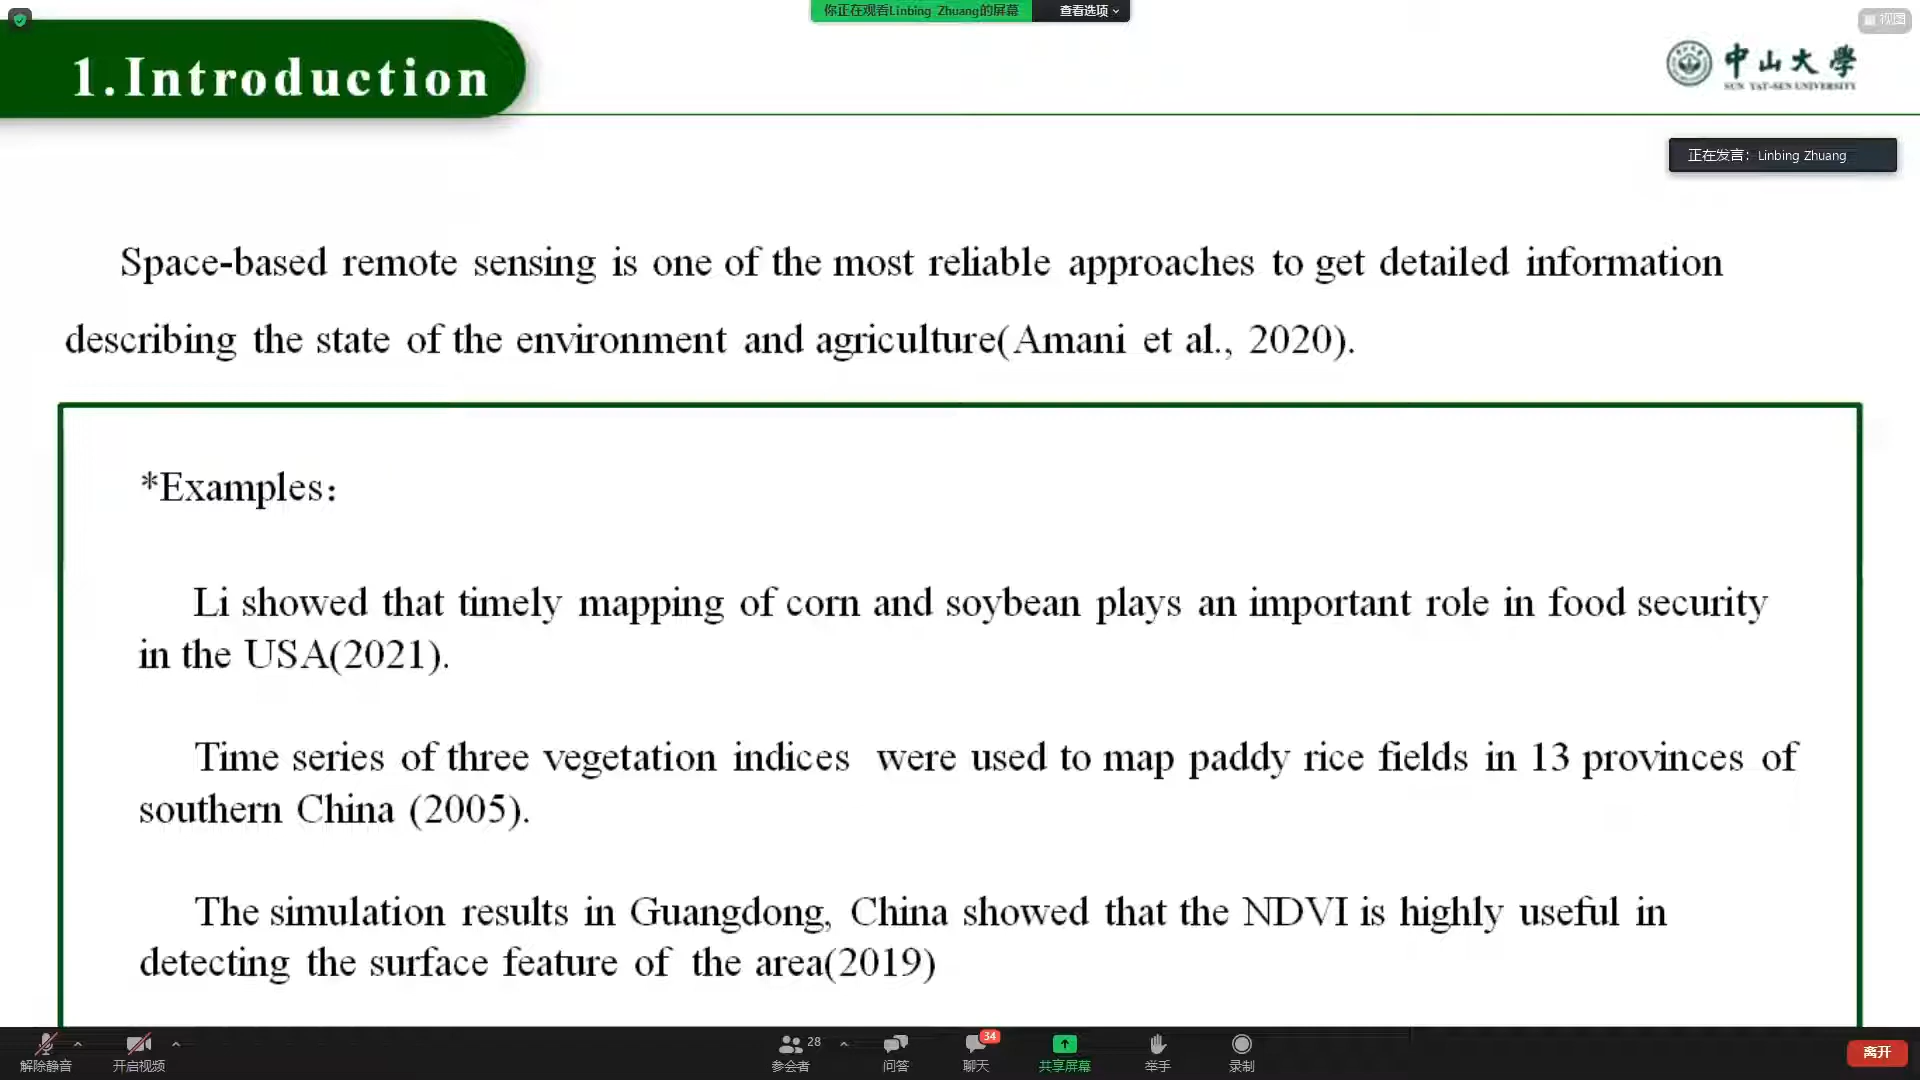 你正在观看Linbing Zhuang的屏幕 查看选项
视图
1.Introduction
中山大學
SUN YAT-SEN UNIVERSITY
正在发言: Linbing Zhuang
Space-based remote sensing is one of the most reliable approaches to get detailed information
describing the state of the environment and agriculture(Amani et al., 2020).
*Examples：
Li showed that timely mapping of corn and soybean plays an important role in food security
in the USA(2021).
Time series of three vegetation indices were used to map paddy rice fields in 13 provinces of
southern China (2005).
The simulation results in Guangdong, China showed that the NDVI is highly useful in
detecting the surface feature of the area(2019)
28
34
解除静音 开启视频 参会者 问答 聊天 共享屏幕 举手 录制 离开